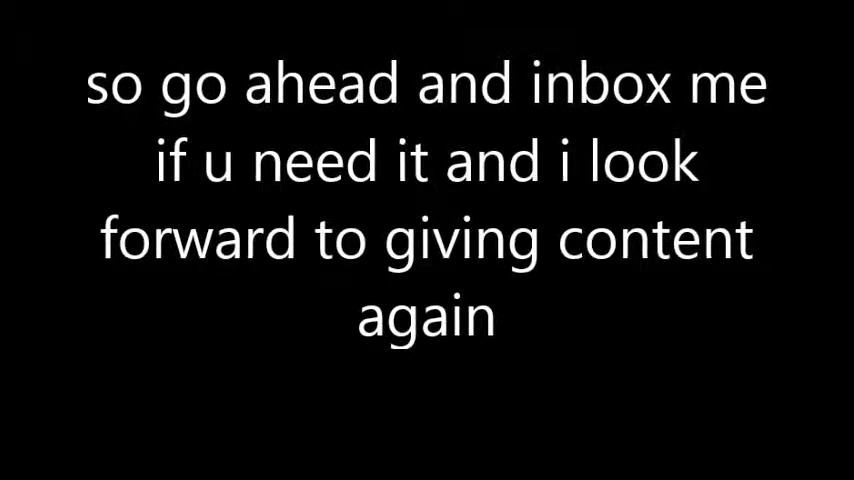 so go ahead and inbox me
if u need it and i look
forward to giving content
again